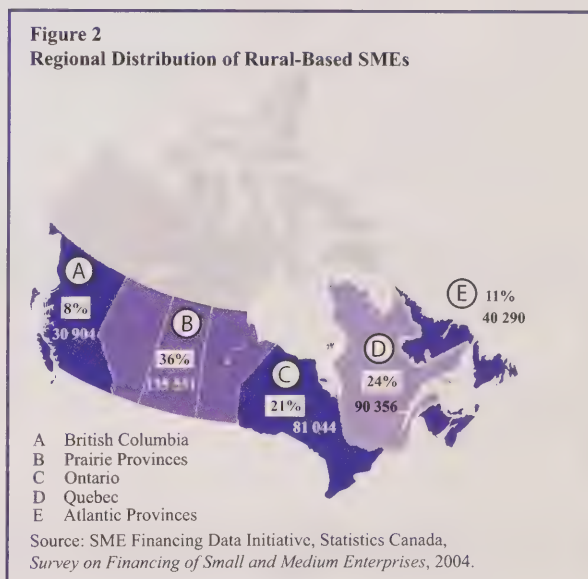 Figure 2
Regional Distribution of Rural-Based SMEs
A
8%
30 904
B
36%
C
21%
81 044
D
24%
90 356
E 11%
40 290
A British Columbia
B Prairie Provinces
C Ontario
D Quebec
E Atlantic Provinces
Source: SME Financing Data Initiative, Statistics Canada,
Survey on Financing of Small and Medium Enterprises, 2004.